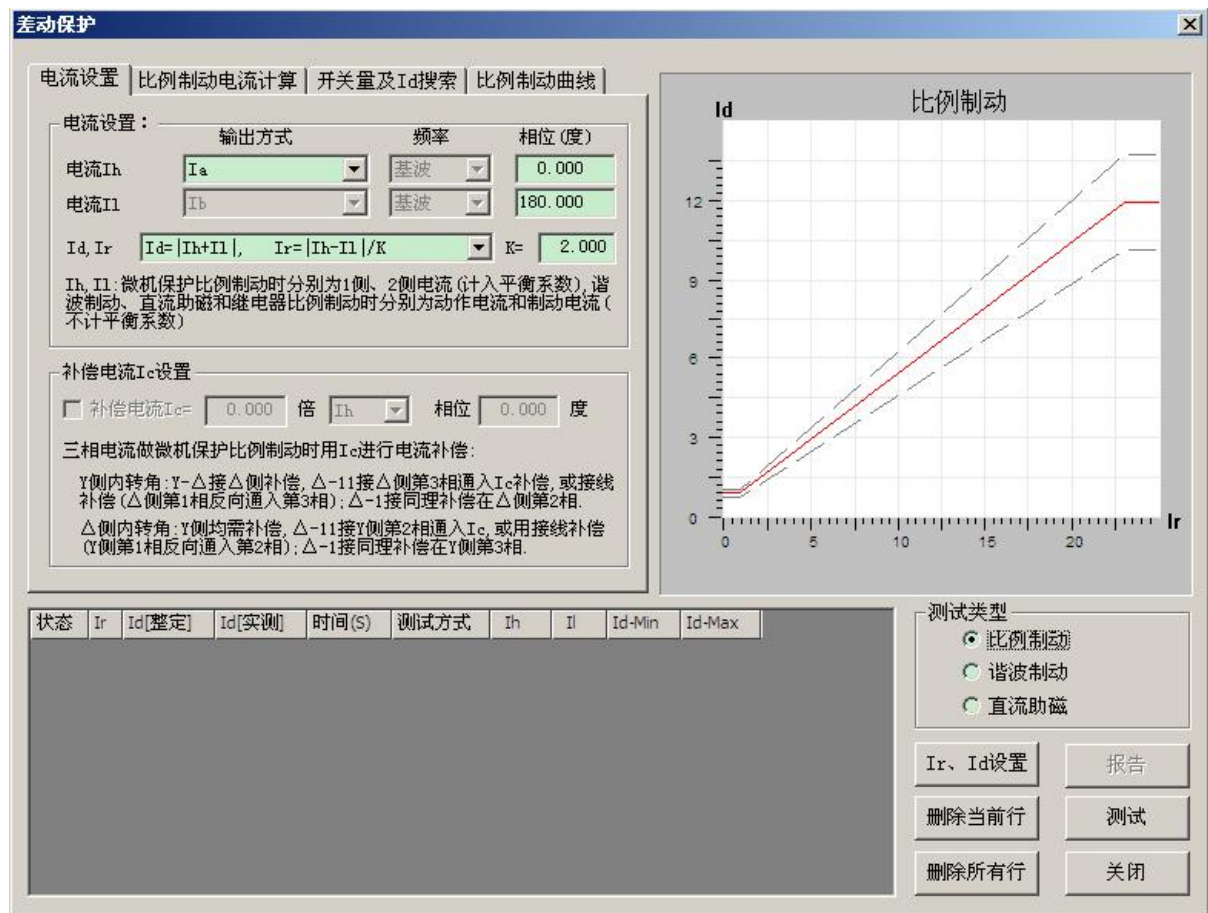 差动保护
电流设置 比例制动电流计算 开关量及Id搜索 比例制动曲线
电流设置：
输出方式 频率 相位(度)
电流Ih Ia 基波 0.000
电流Il Ib 基波 180.000
Id,Ir Id=|Ih+Il|, Ir=|Ih-Il|/K K= 2.000
Ih,Il:微机保护比例制动时分别为1侧、2侧电流(计入平衡系数),谐
波制动、直流助磁和继电器比例制动时分别为动作电流和制动电流(
不计平衡系数)
补偿电流Ic设置
补偿电流Ic= 0.000 倍 Ih 相位 0.000 度
三相电流做微机保护比例制动时用Ic进行电流补偿:
Y侧内转角:Y-△接△侧补偿,△-11接△侧第3相通入Ic补偿,或接线
补偿(△侧第1相反向通入第3相);△-1接同理补偿在△侧第2相.
△侧内转角:Y侧均需补偿,△-11接Y侧第2相通入Ic,或用接线补偿
(Y侧第1相反向通入第2相);△-1接同理补偿在Y侧第3相.
比例制动
Id
12
9
6
3
0
0 5 10 15 20
Ir
状态 Ir Id[整定] Id[实测] 时间(S) 测试方式 Ih Il Id-Min Id-Max
测试类型
比例制动
谐波制动
直流助磁
Ir、Id设置 报告
删除当前行 测试
删除所有行 关闭